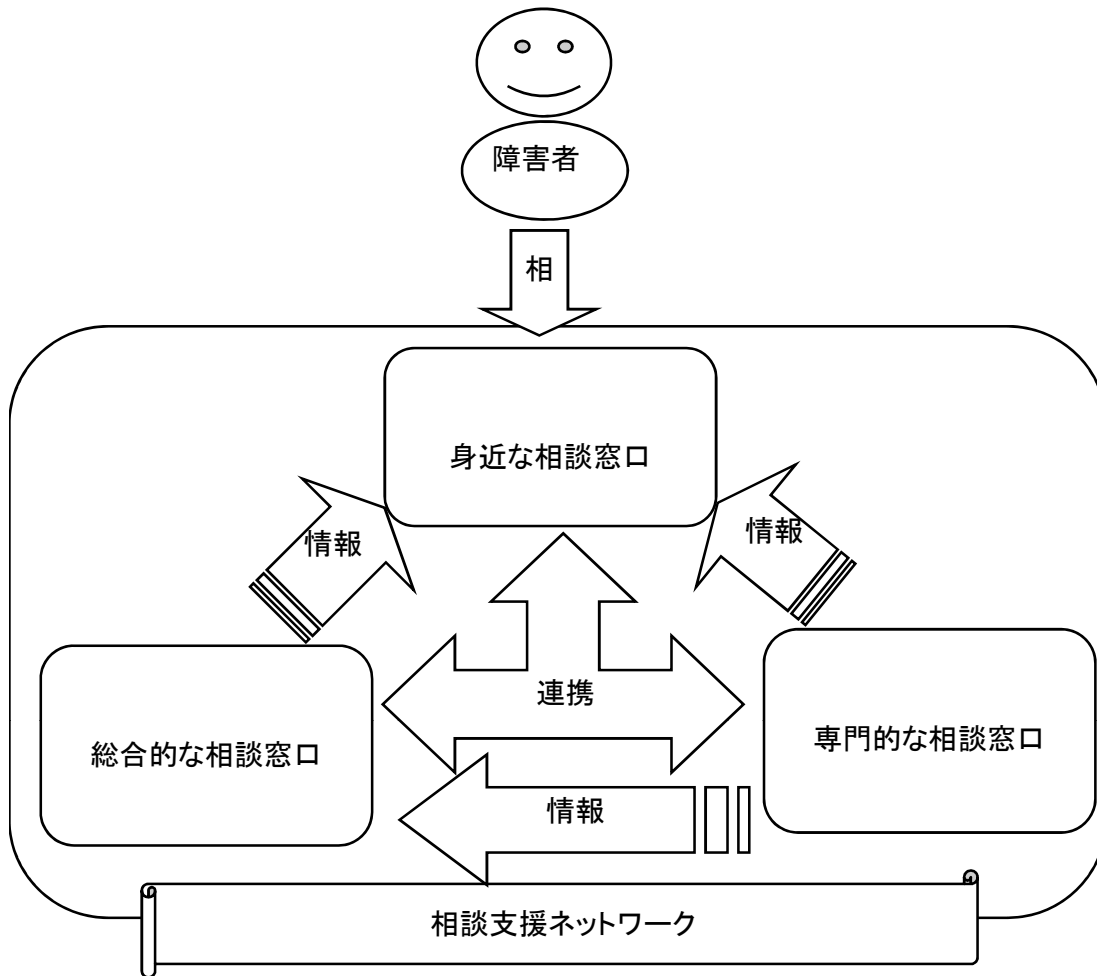 障害者
相
身近な相談窓口
情報
情報
連携
総合的な相談窓口
専門的な相談窓口
情報
相談支援ネットワーク